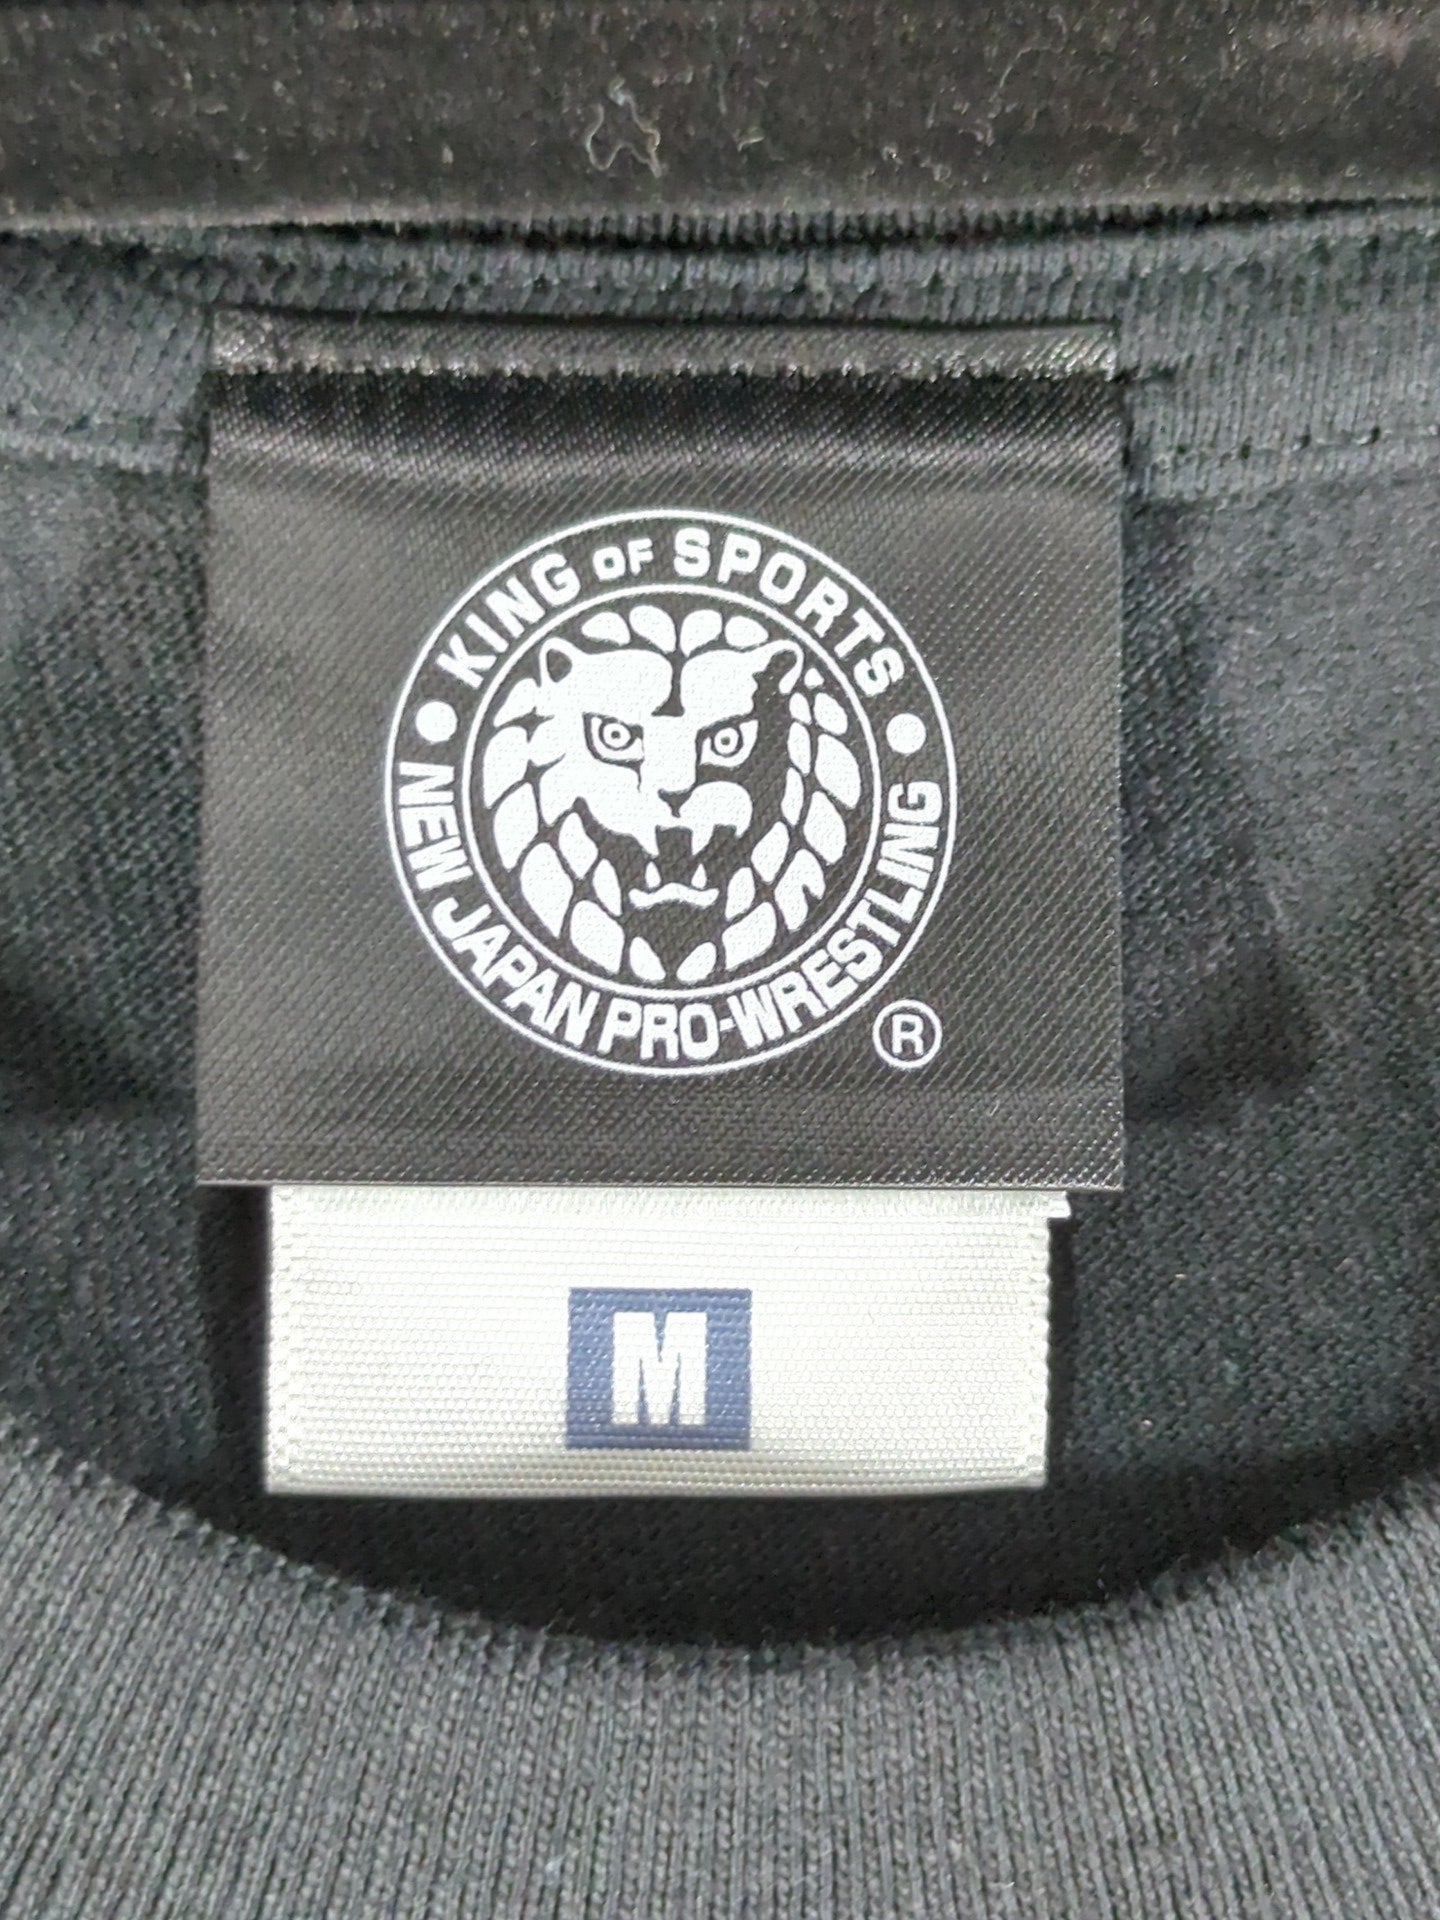 KING OF SPORTS
NEW JAPAN PRO-WRESTLING
®
M